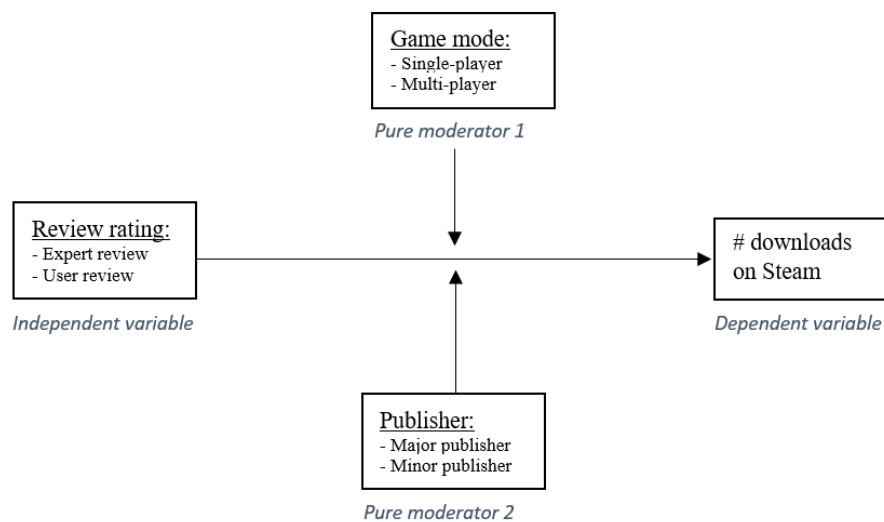 Game mode:
- Single-player
- Multi-player
Pure moderator 1
Review rating:
- Expert review
- User review
Independent variable
# downloads
on Steam
Dependent variable
Publisher:
- Major publisher
- Minor publisher
Pure moderator 2